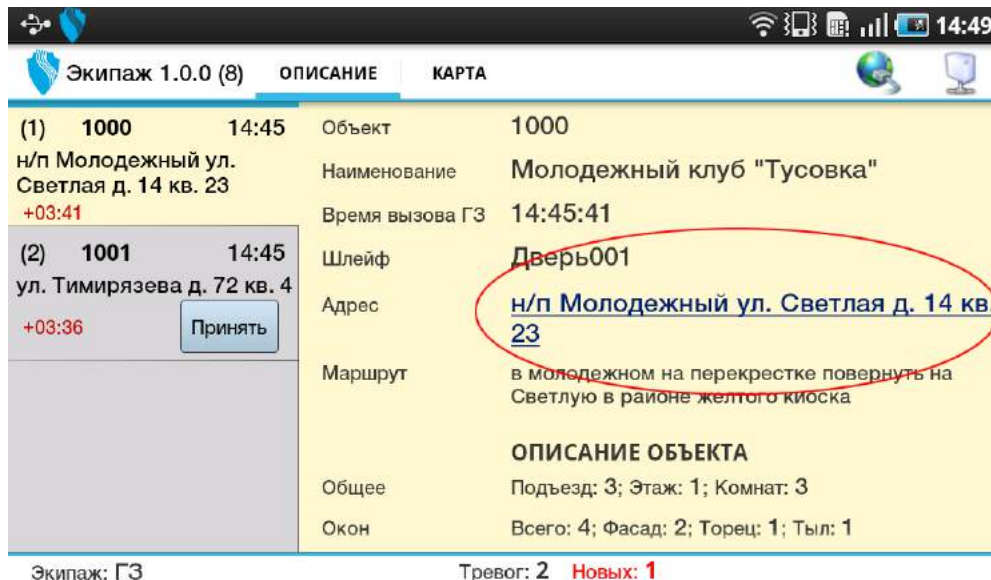 14:49
Экипаж 1.0.0 (8) ОПИСАНИЕ КАРТА
(1) 1000 14:45
н/п Молодежный ул.
Светлая д. 14 кв. 23
+03:41
(2) 1001 14:45
ул. Тимирязева д. 72 кв. 4
+03:36 Принять
Объект 1000
Наименование Молодежный клуб "Тусовка"
Время вызова ГЗ 14:45:41
Шлейф Дверь001
Адрес н/п Молодежный ул. Светлая д. 14 кв.
23
Маршрут в молодежном на перекрестке повернуть на
Светлую в районе желтого киоска
ОПИСАНИЕ ОБЪЕКТА
Общее Подъезд: 3; Этаж: 1; Комнат: 3
Окон Всего: 4; Фасад: 2; Торец: 1; Тыл: 1
Экипаж: ГЗ Тревог: 2 Новых: 1